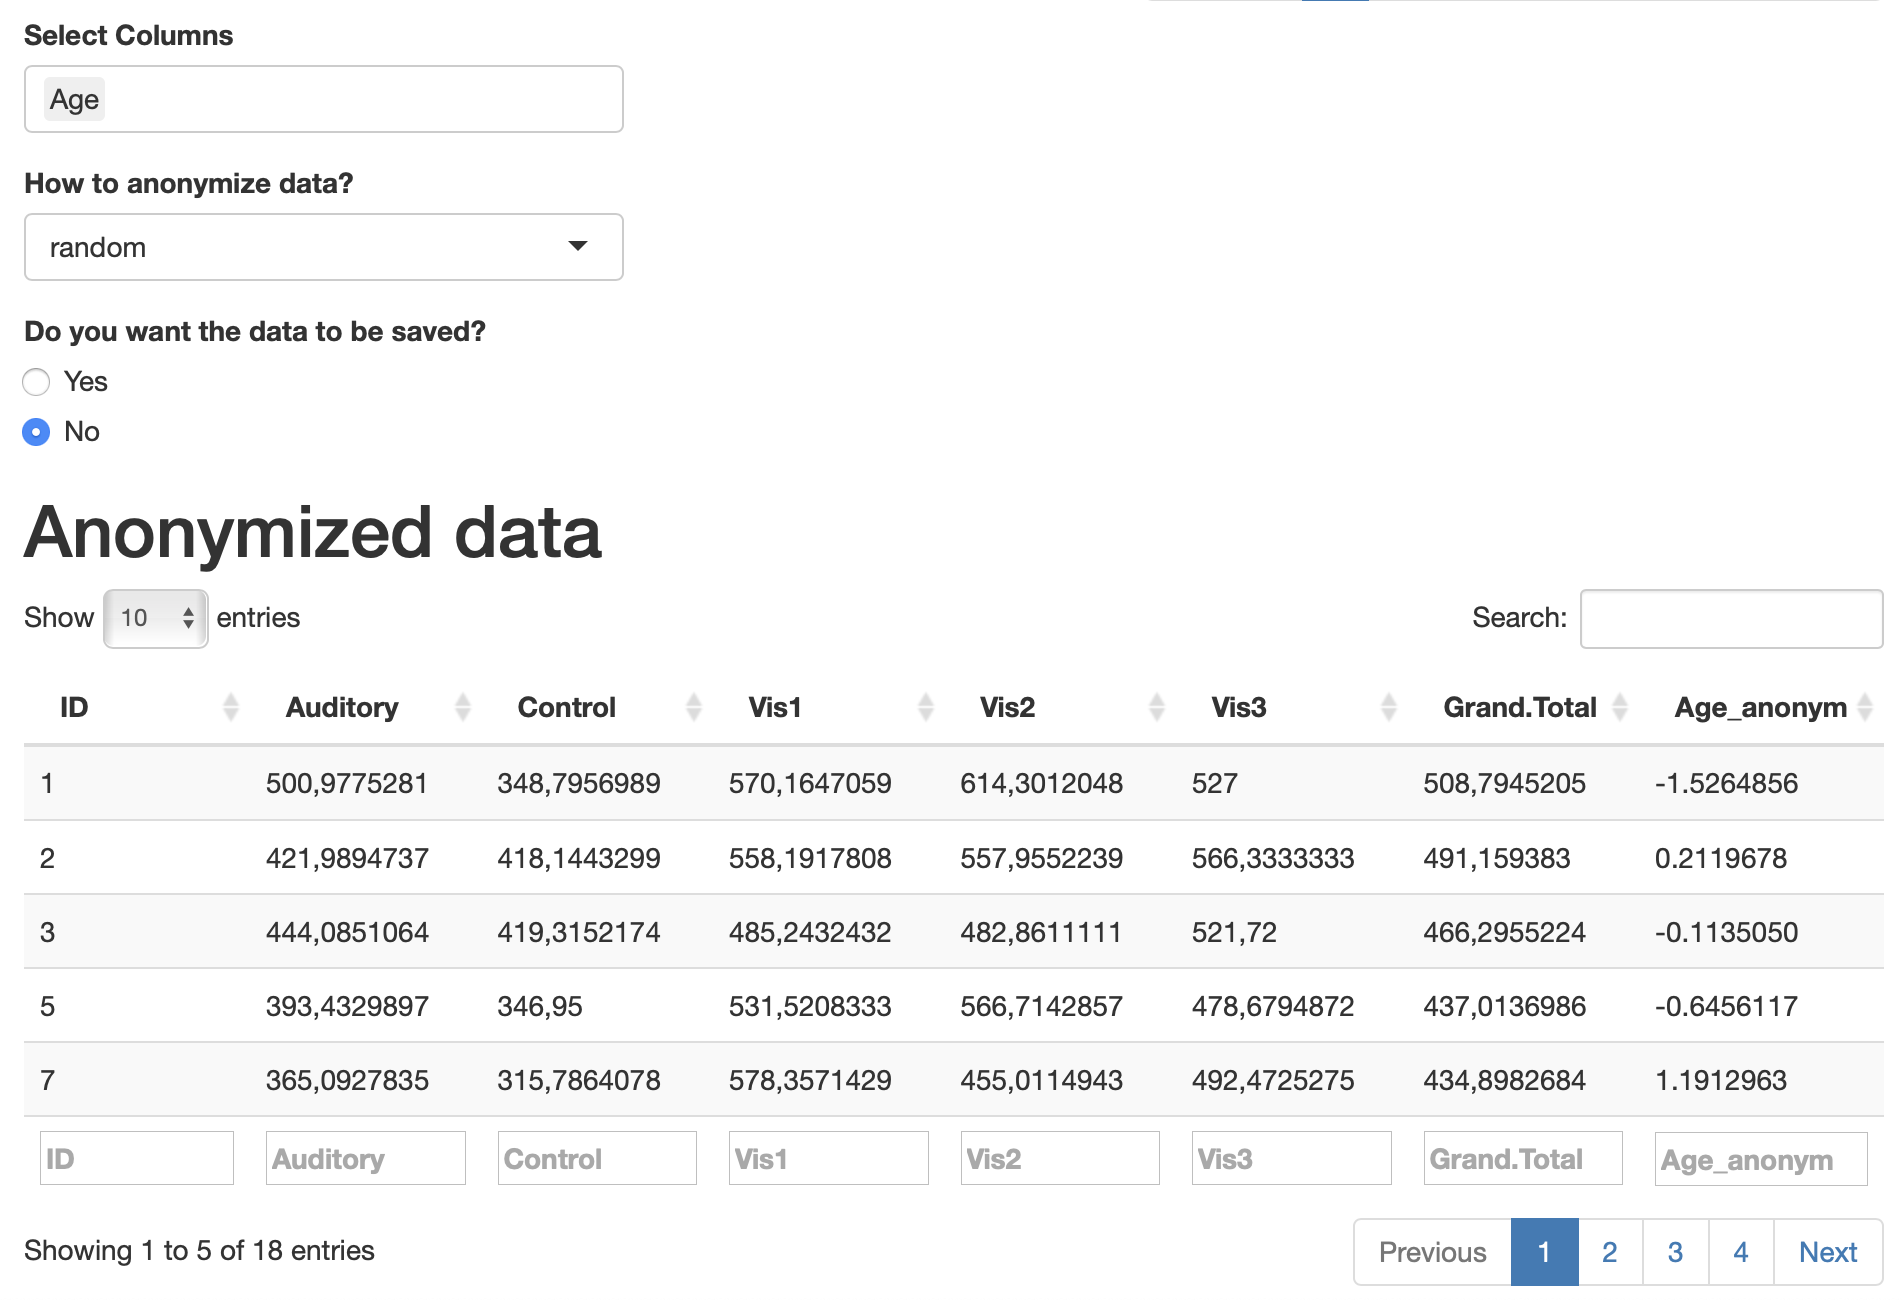 Select Columns
Age
How to anonymize data?
random
Do you want the data to be saved?
Yes
No
Anonymized data
Show 10 entries Search:
ID Auditory Control Vis1 Vis2 Vis3 Grand.Total Age_anonym
1 500,9775281 348,7956989 570,1647059 614,3012048 527 508,7945205 -1.5264856
2 421,9894737 418,1443299 558,1917808 557,9552239 566,3333333 491,159383 0.2119678
3 444,0851064 419,3152174 485,2432432 482,8611111 521,72 466,2955224 -0.1135050
5 393,4329897 346,95 531,5208333 566,7142857 478,6794872 437,0136986 -0.6456117
7 365,0927835 315,7864078 578,3571429 455,0114943 492,4725275 434,8982684 1.1912963
ID Auditory Control Vis1 Vis2 Vis3 Grand.Total Age_anonym
Showing 1 to 5 of 18 entries Previous 1 2 3 4 Next